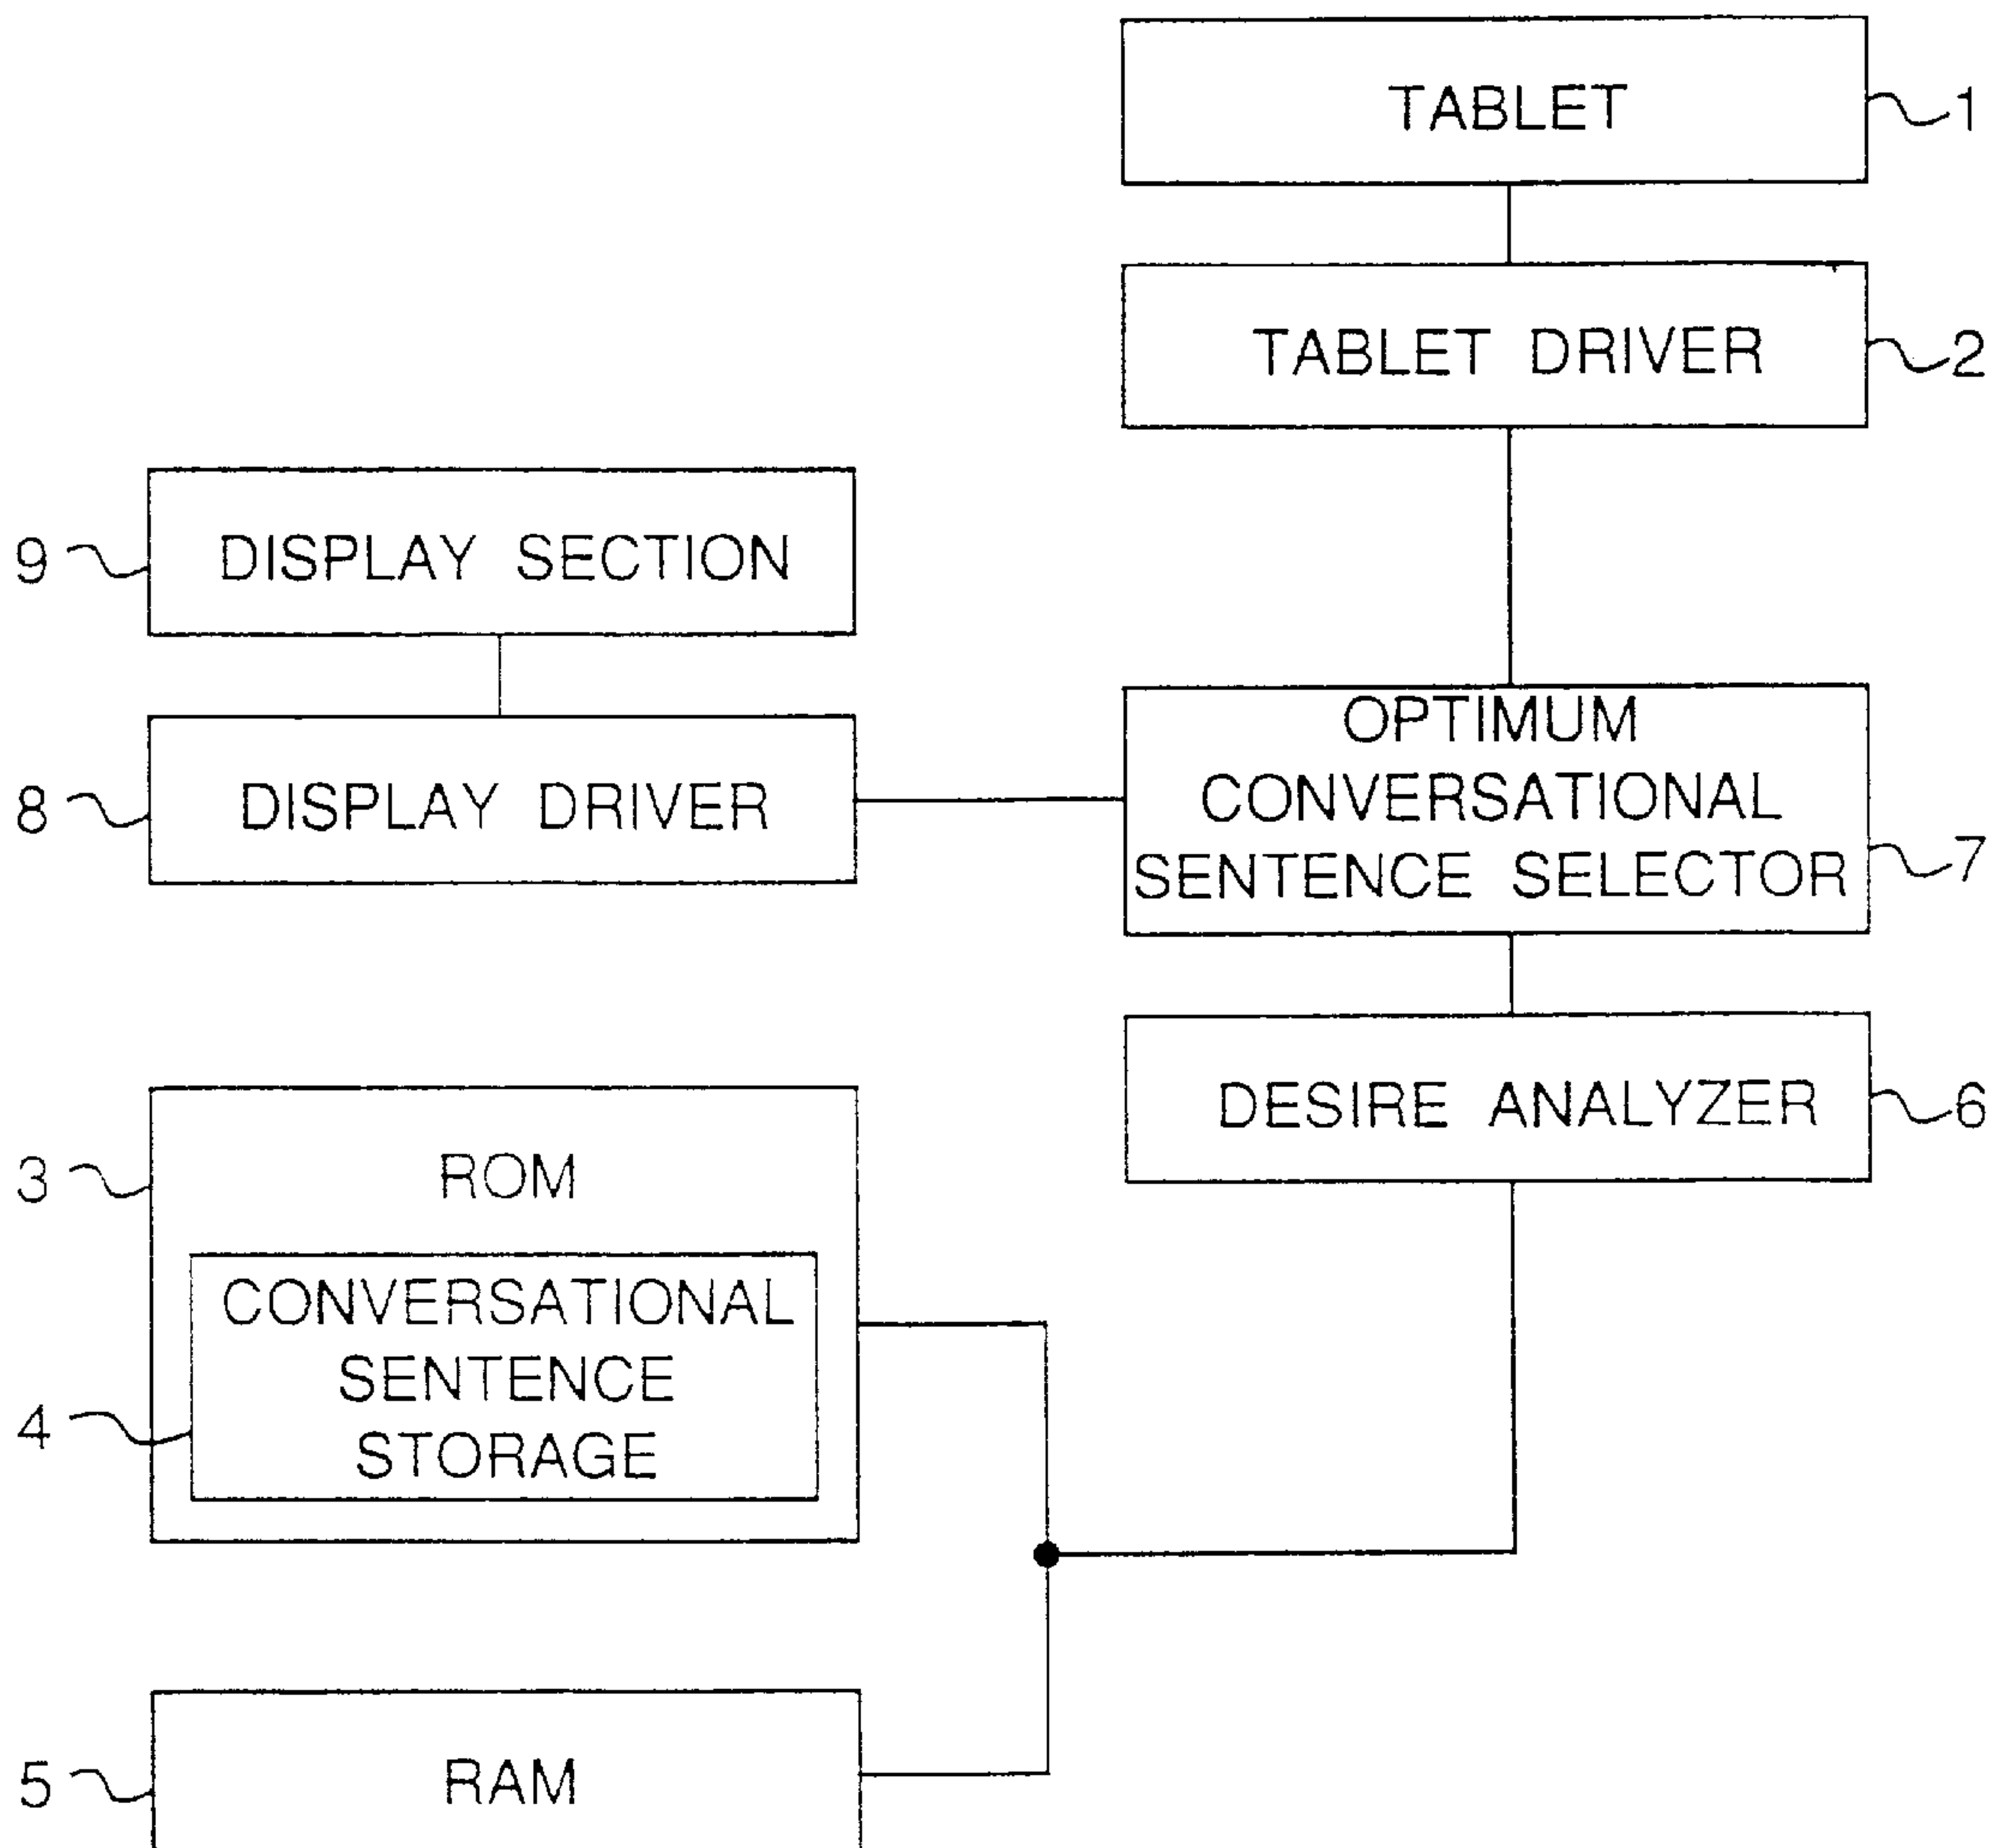 TABLET
1
TABLET DRIVER
2
9
DISPLAY SECTION
8
DISPLAY DRIVER
OPTIMUM
CONVERSATIONAL
SENTENCE SELECTOR
7
DESIRE ANALYZER
6
3
ROM
4
CONVERSATIONAL
SENTENCE
STORAGE
5
RAM